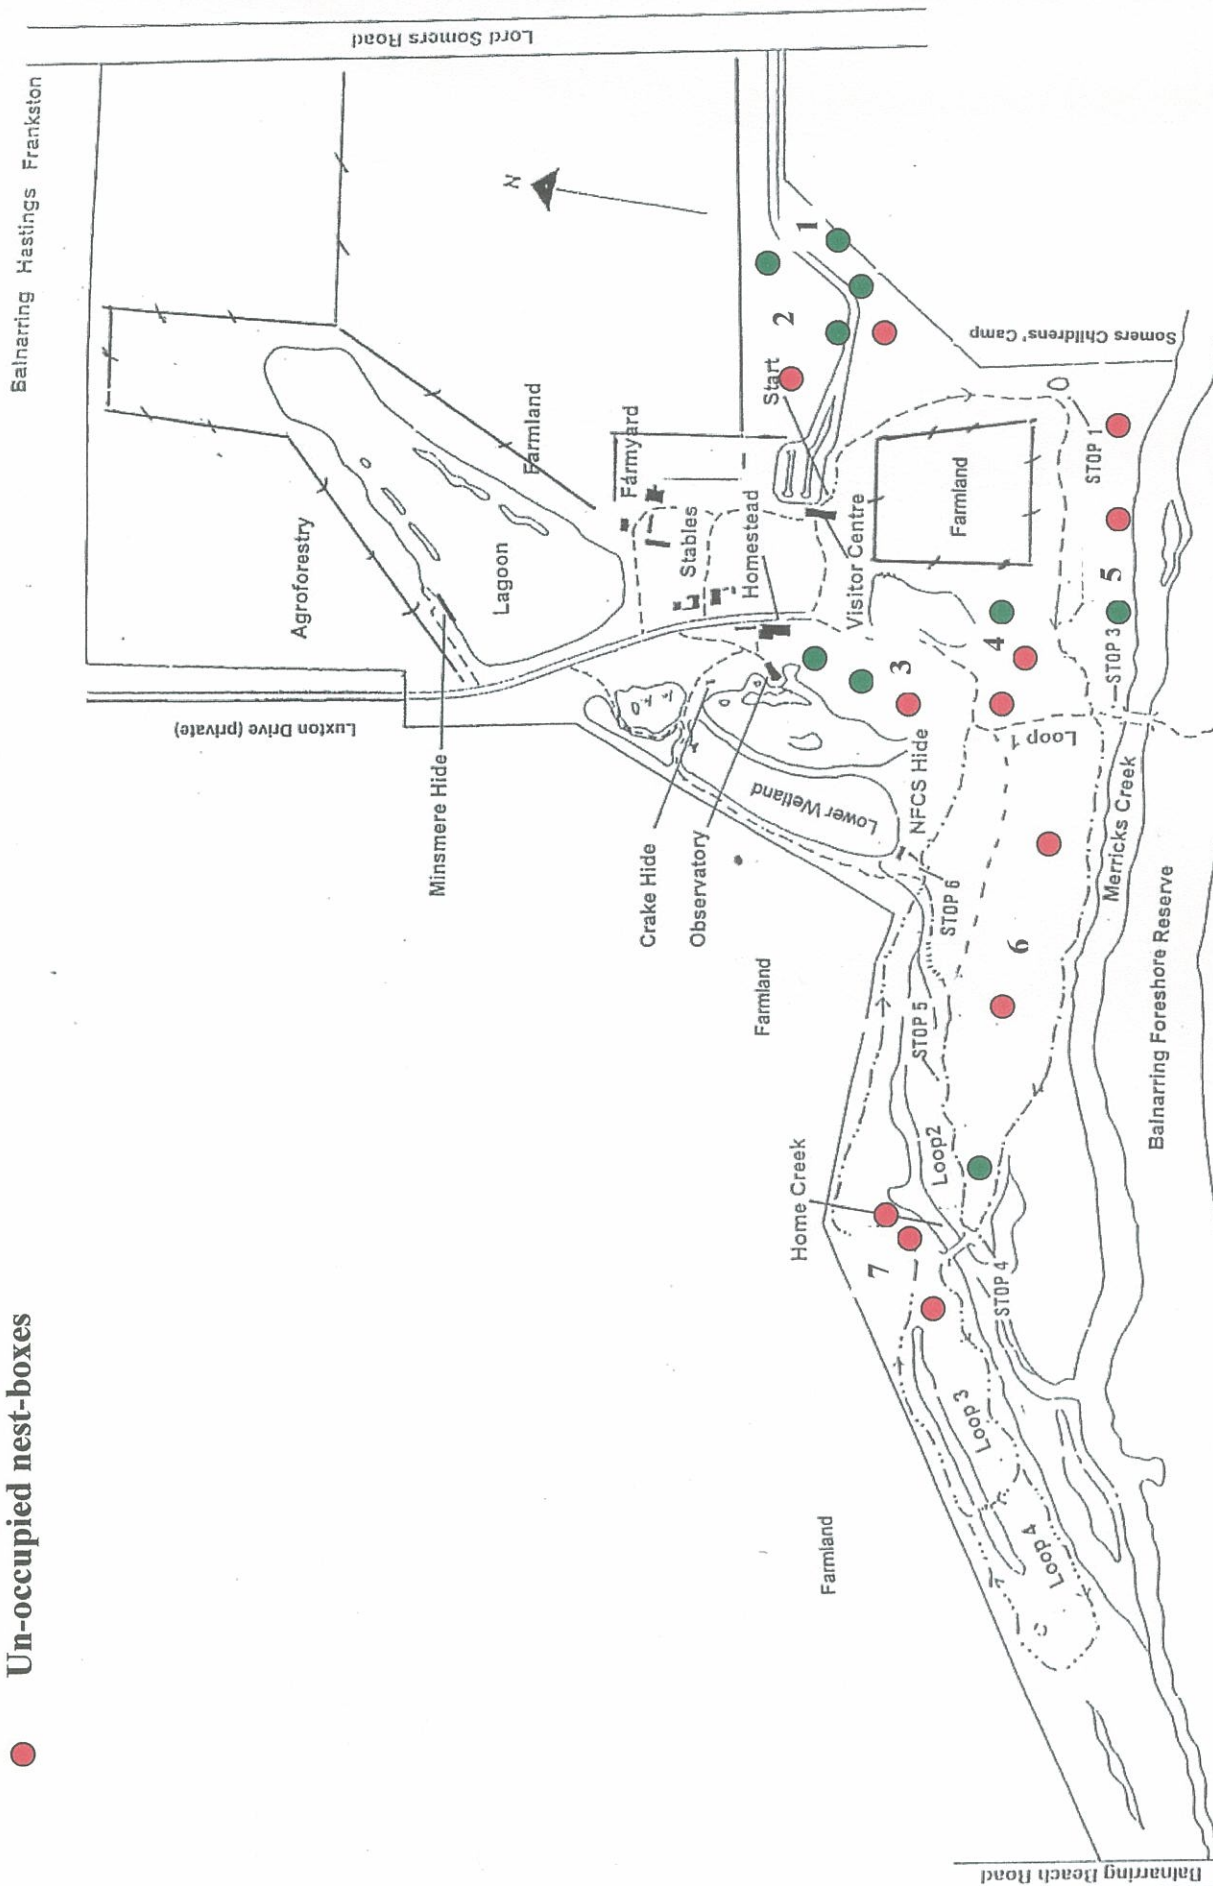 Un-occupied nest-boxes
Balnarring Hastings Frankston
Lord Somers Road
N
Agroforestry
Lagoon
Farmland
Luxton Drive (private)
Minsmere Hide
Farmyard
Stables
Homestead
Start
1
2
Crake Hide
Observatory
Lower Wetland
NFCS Hide
3
Visitor Centre
Farmland
Somers Childrens' Camp
Farmland
STOP 6
STOP 5
4
Loop 1
STOP 1
5
STOP 3
Merricks Creek
6
Balnarring Foreshore Reserve
Home Creek
Loop2
7
STOP 4
Loop 3
Loop 4
Farmland
Balnarring Beach Road